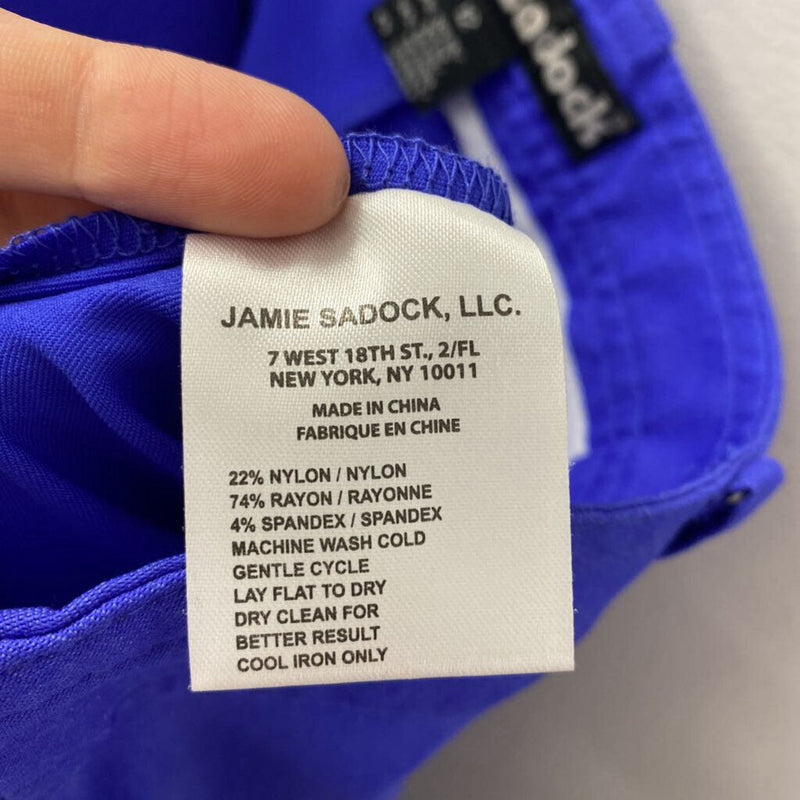 adock
JAMIE SADOCK, LLC.
7 WEST 18TH ST., 2/FL
NEW YORK, NY 10011
MADE IN CHINA
FABRIQUE EN CHINE
22% NYLON / NYLON
74% RAYON / RAYONNE
4% SPANDEX / SPANDEX
MACHINE WASH COLD
GENTLE CYCLE
LAY FLAT TO DRY
DRY CLEAN FOR
BETTER RESULT
COOL IRON ONLY